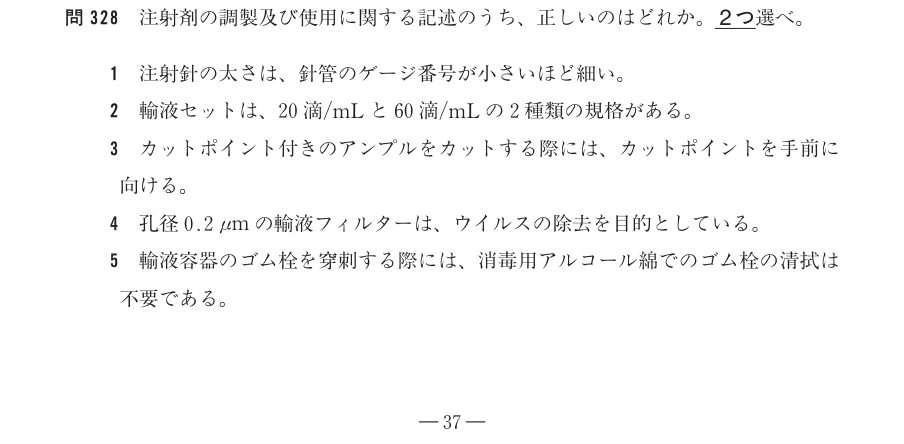 問 328 注射剤の調製及び使用に関する記述のうち、正しいのはどれか。2つ選べ。
1 注射針の太さは、針管のゲージ番号が小さいほど細い。
2 輸液セットは、20 滴/mL と 60 滴/mL の 2 種類の規格がある。
3 カットポイント付きのアンプルをカットする際には、カットポイントを手前に
向ける。
4 孔径 0.2 μm の輸液フィルターは、ウイルスの除去を目的としている。
5 輸液容器のゴム栓を穿刺する際には、消毒用アルコール綿でのゴム栓の清拭は
不要である。
— 37 —